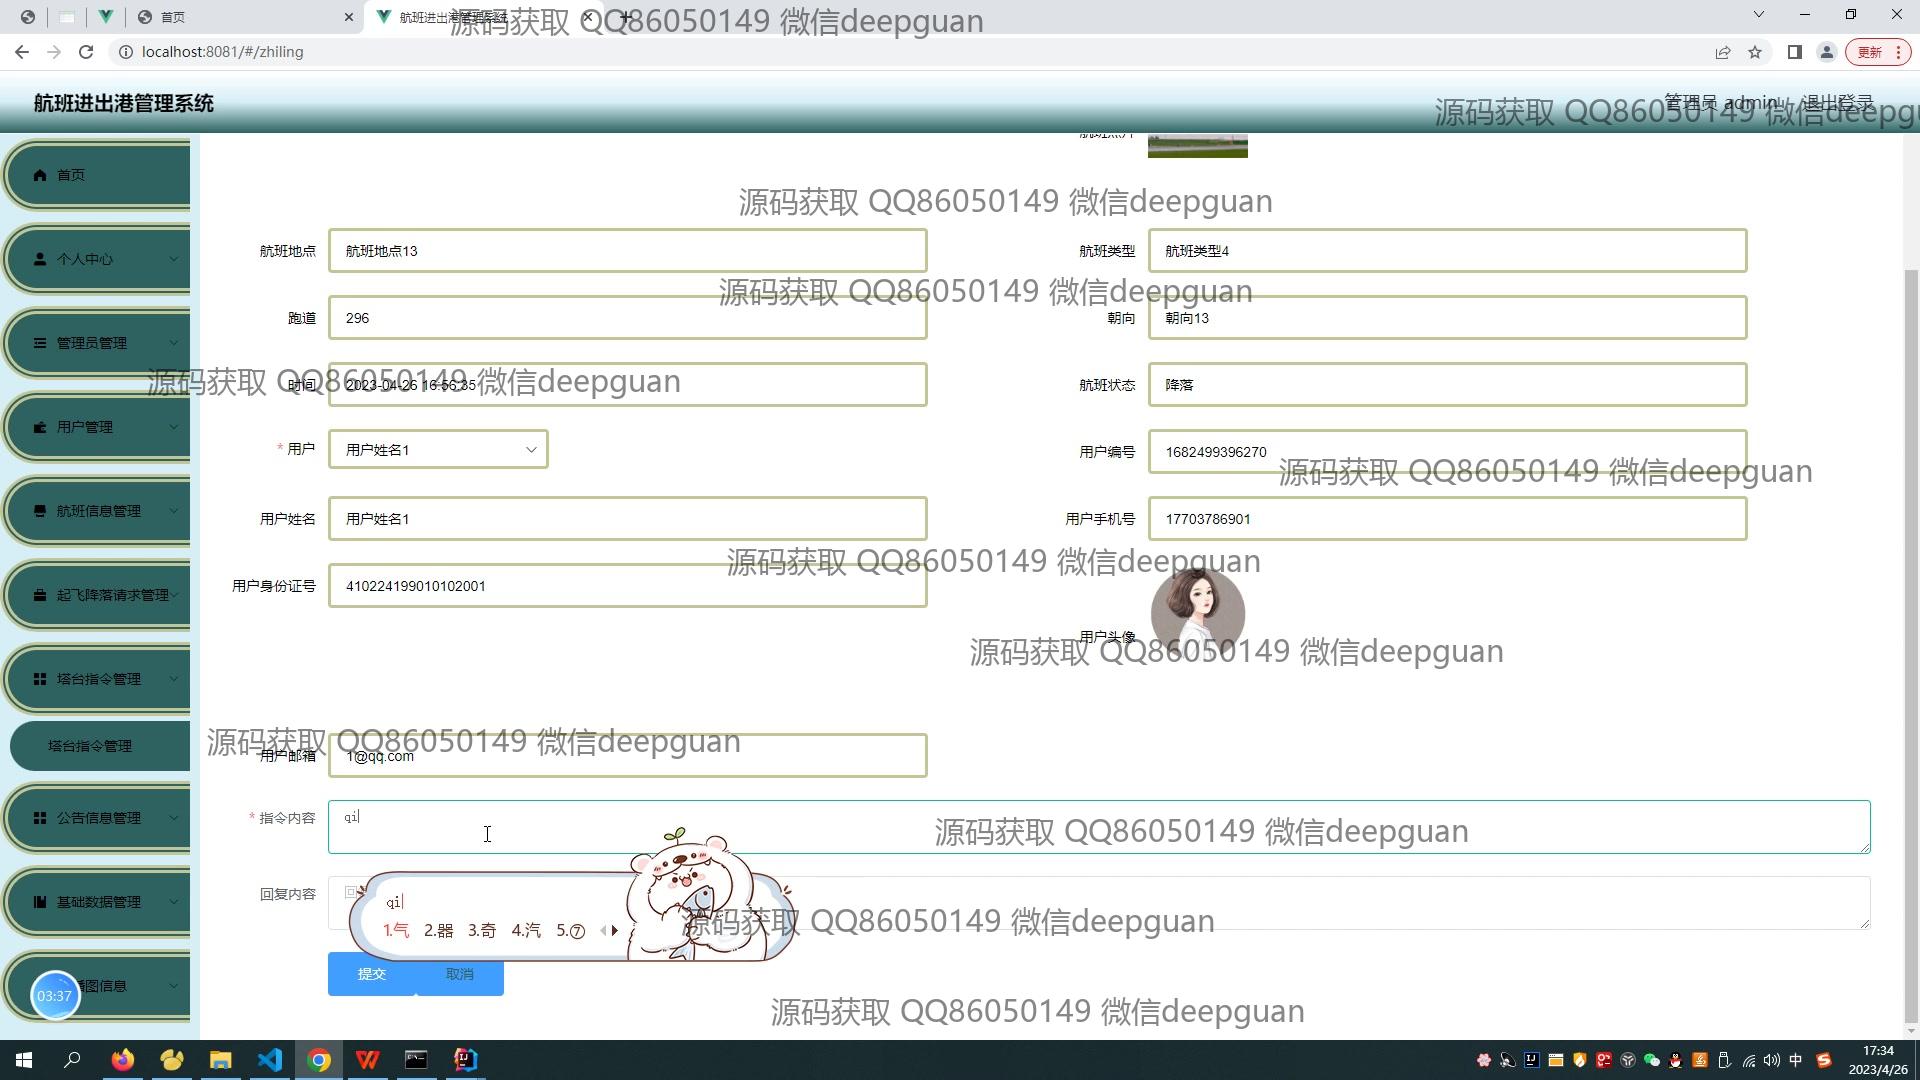 首页
航班进出港管理系统
源码获取 QQ86050149 微信deepguan
localhost:8081/#/zhiling
更新
航班进出港管理系统
管理员 admin
退出登录
源码获取 QQ86050149 微信deepg
首页
航班照片
源码获取 QQ86050149 微信deepguan
个人中心
航班地点 航班地点13
航班类型 航班类型4
源码获取 QQ86050149 微信deepguan
管理员管理
跑道 296
朝向 朝向13
源码获取 QQ86050149 微信deepguan
时间 2023-04-26 16:56:35
航班状态 降落
用户管理
* 用户 用户姓名1
用户编号 1682499396270
源码获取 QQ86050149 微信deepguan
航班信息管理
用户姓名 用户姓名1
用户手机号 17703786901
源码获取 QQ86050149 微信deepguan
起飞降落请求管理
用户身份证号 410224199010102001
用户头像
源码获取 QQ86050149 微信deepguan
塔台指令管理
塔台指令管理
源码获取 QQ86050149 微信deepguan
用户邮箱 1@qq.com
公告信息管理
* 指令内容 qi
源码获取 QQ86050149 微信deepguan
基础数据管理
回复内容 回
qi
1.气 2.器 3.奇 4.汽 5.⑦
源码获取 QQ86050149 微信deepguan
提交 取消
03:37
图信息
源码获取 QQ86050149 微信deepguan
中
17:34
2023/4/26